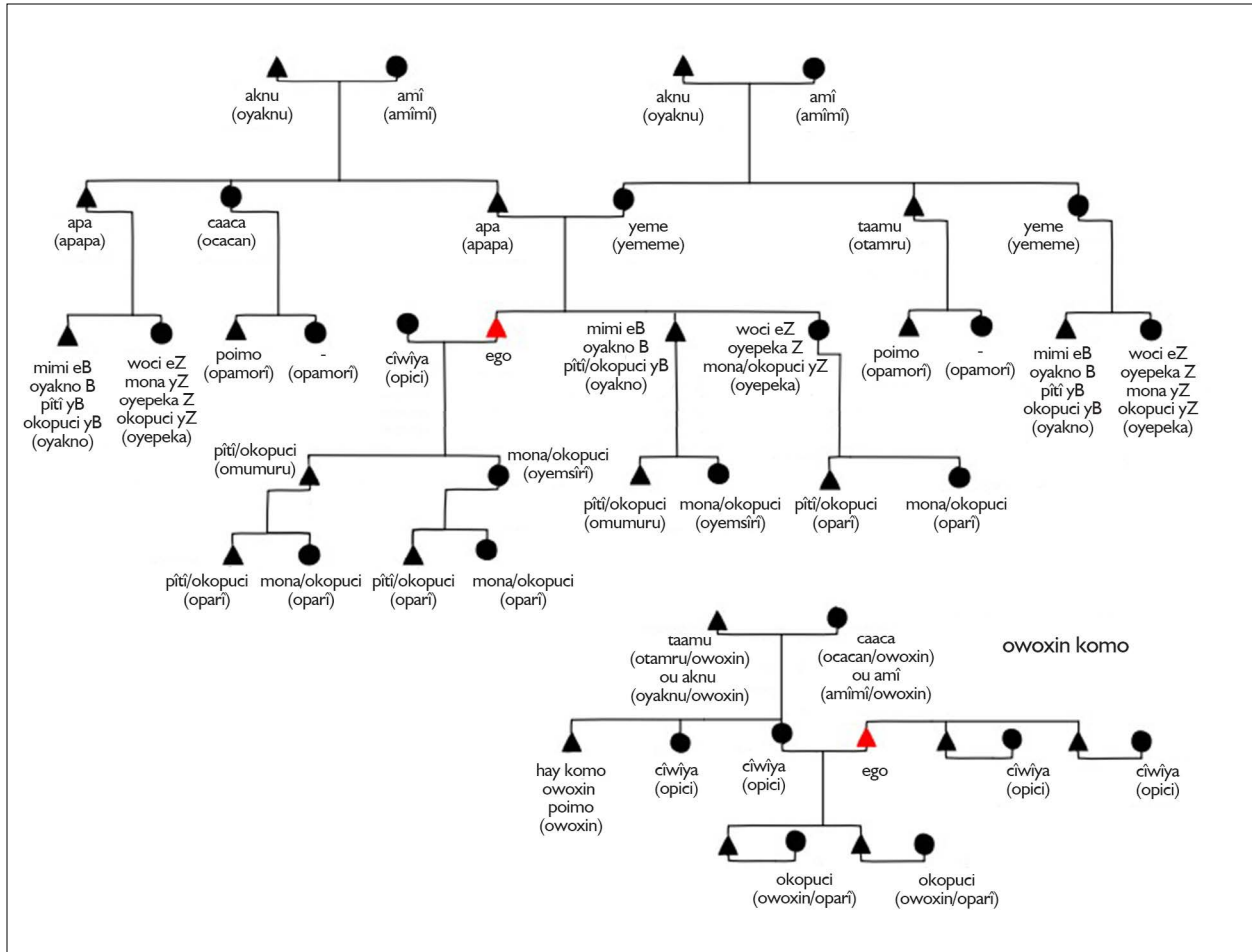 aknu
(oyaknu)
amî
(amîmî)
aknu
(oyaknu)
amî
(amîmî)
apa
(apapa)
caaca
(ocacan)
apa
(apapa)
yeme
(yememe)
taamu
(otamru)
yeme
(yememe)
mimi eB
oyakno B
pîtî yB
okopuci yB
(oyakno)
woci eZ
mona yZ
oyepeka Z
okopuci yZ
(oyepeka)
poimo
(opamorî)
-
(opamorî)
cîwîya
(opici)
ego
mimi eB
oyakno B
pîtî/okopuci yB
(oyakno)
woci eZ
oyepeka Z
mona/okopuci yZ
(oyepeka)
poimo
(opamorî)
-
(opamorî)
mimi eB
oyakno B
pîtî yB
okopuci yB
(oyakno)
woci eZ
oyepeka Z
mona yZ
okopuci yZ
(oyepeka)
pîtî/okopuci
(omumuru)
mona/okopuci
(oyemsîrî)
pîtî/okopuci
(omumuru)
mona/okopuci
(oyemsîrî)
pîtî/okopuci
(oparî)
mona/okopuci
(oparî)
pîtî/okopuci
(oparî)
mona/okopuci
(oparî)
pîtî/okopuci
(oparî)
mona/okopuci
(oparî)
owoxin komo
taamu
(otamru/owoxin)
ou aknu
(oyaknu/owoxin)
caaca
(ocacan/owoxin)
ou amî
(amîmî/owoxin)
hay komo
owoxin
poimo
(owoxin)
cîwîya
(opici)
cîwîya
(opici)
ego
cîwîya
(opici)
cîwîya
(opici)
okopuci
(owoxin/oparî)
okopuci
(owoxin/oparî)